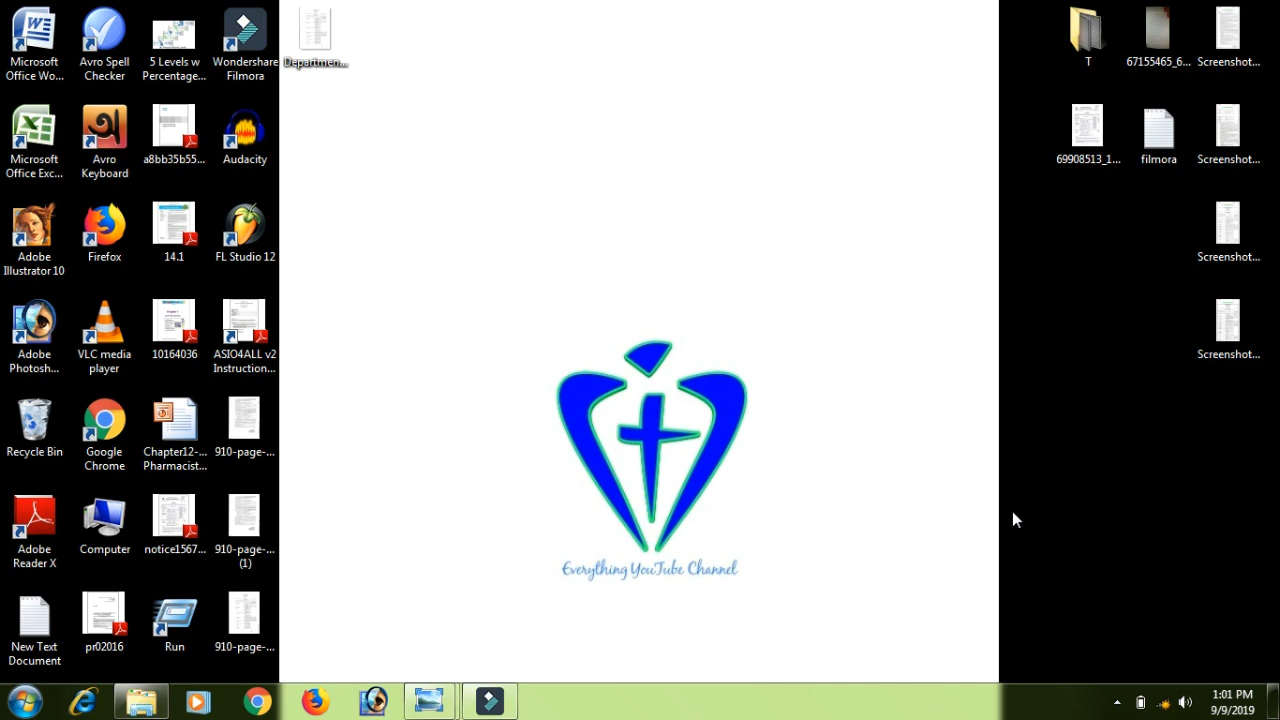 Microsoft
Office Wo...
Avro Spell
Checker
5 Levels w
Percentage...
Wondershare
Filmora
Departmen...
T
67155465_6...
Screenshot...
Microsoft
Office Exc...
Avro
Keyboard
a8bb35b55...
Audacity
69908513_1...
filmora
Screenshot...
Adobe
Illustrator 10
Firefox
14.1
FL Studio 12
Screenshot...
Adobe
Photosh...
VLC media
player
10164036
ASIO4ALL v2
Instruction...
Screenshot...
Recycle Bin
Google
Chrome
Chapter12-...
Pharmacist...
910-page-...
Adobe
Reader X
Computer
notice1567...
910-page-...
(1)
Everything YouTube Channel
New Text
Document
pr02016
Run
910-page-...
1:01 PM
9/9/2019